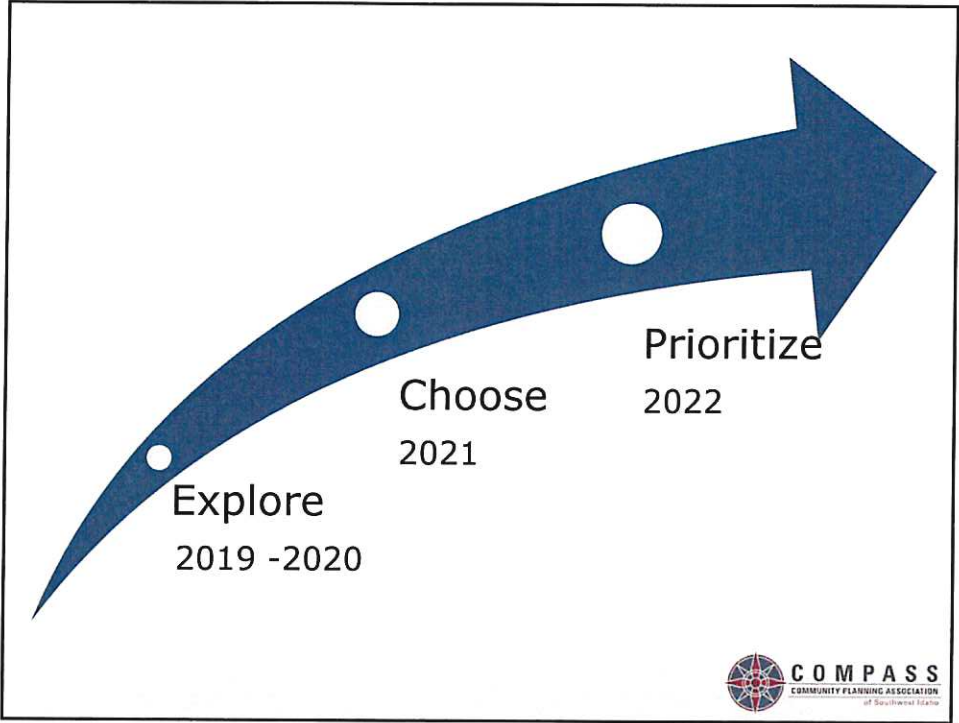 Prioritize
2022
Choose
2021
Explore
2019 -2020
COMPASS
COMMUNITY PLANNING ASSOCIATION
of Southwest Idaho